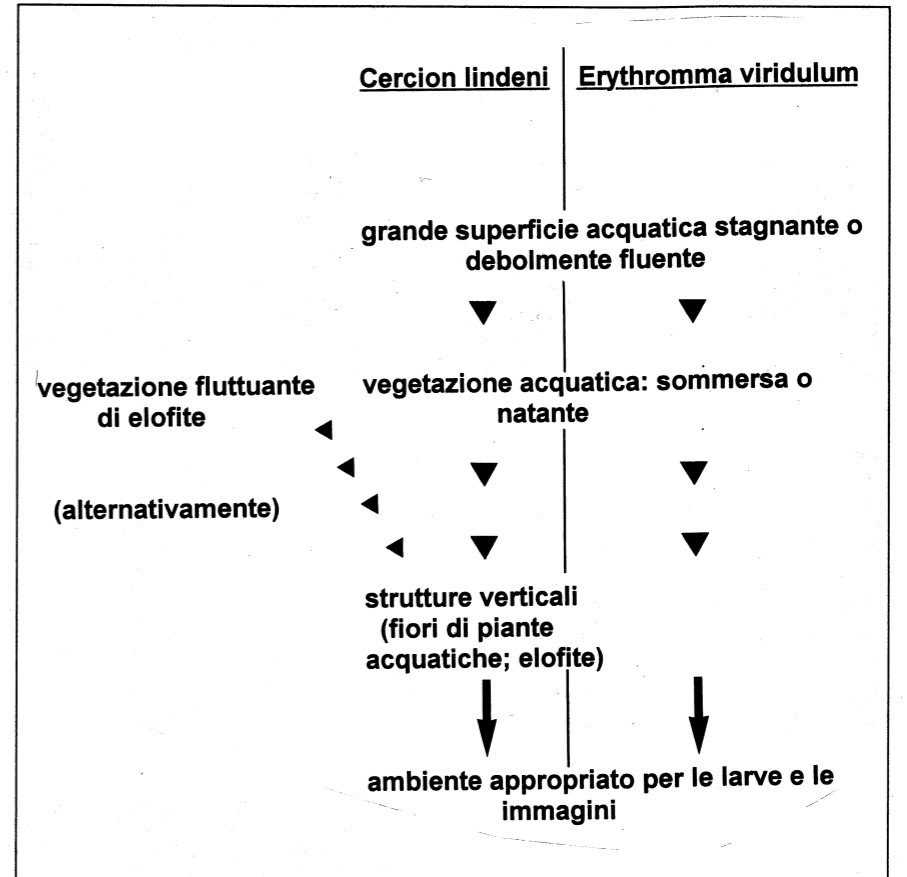 Cercion lindeni
Erythromma viridulum
grande superficie acquatica stagnante o
debolmente fluente
vegetazione fluttuante
di elofite
vegetazione acquatica: sommersa o
natante
(alternativamente)
strutture verticali
(fiori di piante
acquatiche; elofite)
ambiente appropriato per le larve e le
immagini